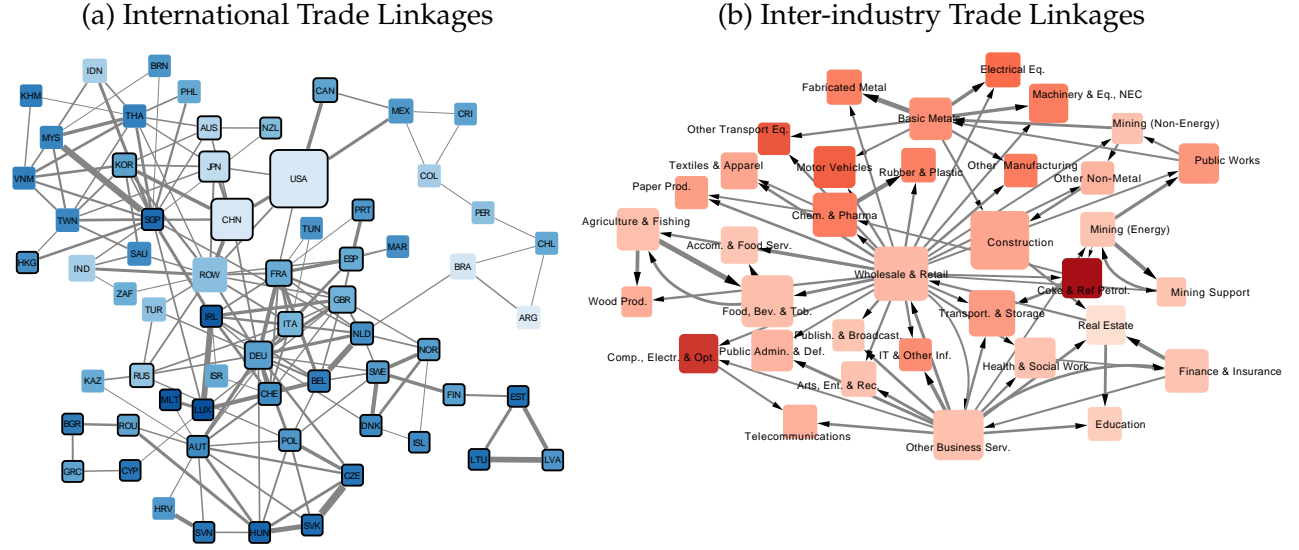 (a) International Trade Linkages
(b) Inter-industry Trade Linkages
IDN
BRN
KHM
PHL
CAN
MEX
CRI
THA
AUS
NZL
MYS
KOR
JPN
USA
COL
VNM
TWN
SGP
CHN
PRT
PER
TUN
HKG
SAU
MAR
CHL
IND
ROW
FRA
ESP
BRA
ZAF
TUR
GBR
IRL
ITA
NLD
ARG
DEU
NOR
RUS
ISR
BEL
SWE
KAZ
MLT
LUX
CHE
FIN
EST
BGR
ROU
DNK
AUT
POL
ISL
GRC
CYP
LTU
LVA
CZE
HRV
SVN
HUN
SVK
Electrical Eq.
Fabricated Metal
Machinery & Eq., NEC
Basic Metals
Mining (Non-Energy)
Other Transport Eq.
Textiles & Apparel
Motor Vehicles
Rubber & Plastic
Other Manufacturing
Public Works
Other Non-Metal
Paper Prod.
Chem. & Pharma
Agriculture & Fishing
Mining (Energy)
Accom. & Food Serv.
Construction
Wholesale & Retail
Coke & Ref Petrol.
Wood Prod.
Mining Support
Food, Bev. & Tob.
Transport. & Storage
Real Estate
Publish. & Broadcast.
Comp., Electr. & Opt.
Public Admin. & Def.
IT & Other Inf.
Health & Social Work
Finance & Insurance
Arts, Ent. & Rec.
Education
Telecommunications
Other Business Serv.